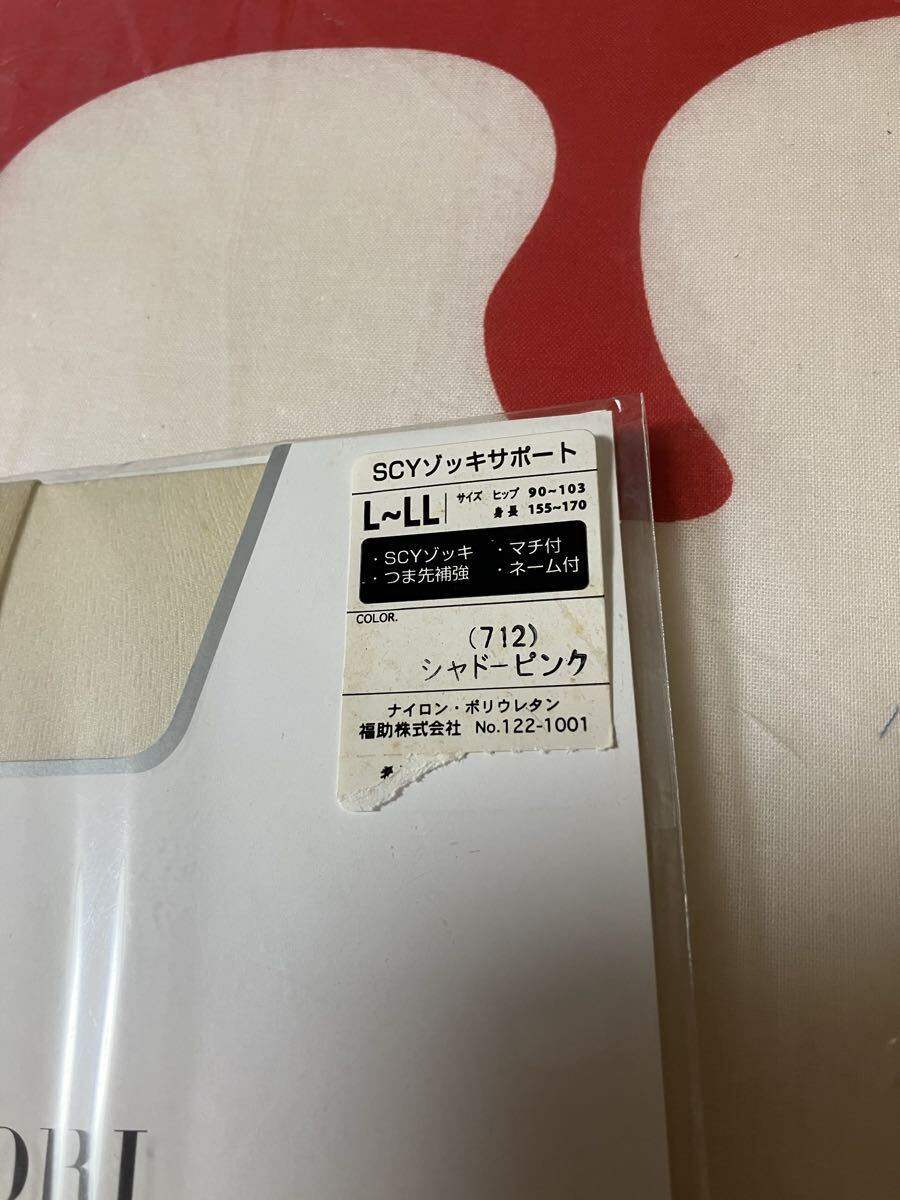 SCYゾッキサポート
L~LL サイズ ヒップ 90~103
身長 155~170
・SCYゾッキ ・マチ付
・つま先補強 ・ネーム付
COLOR.
(712)
シャドーピンク
ナイロン・ポリウレタン
福助株式会社 No.122-1001
ORI